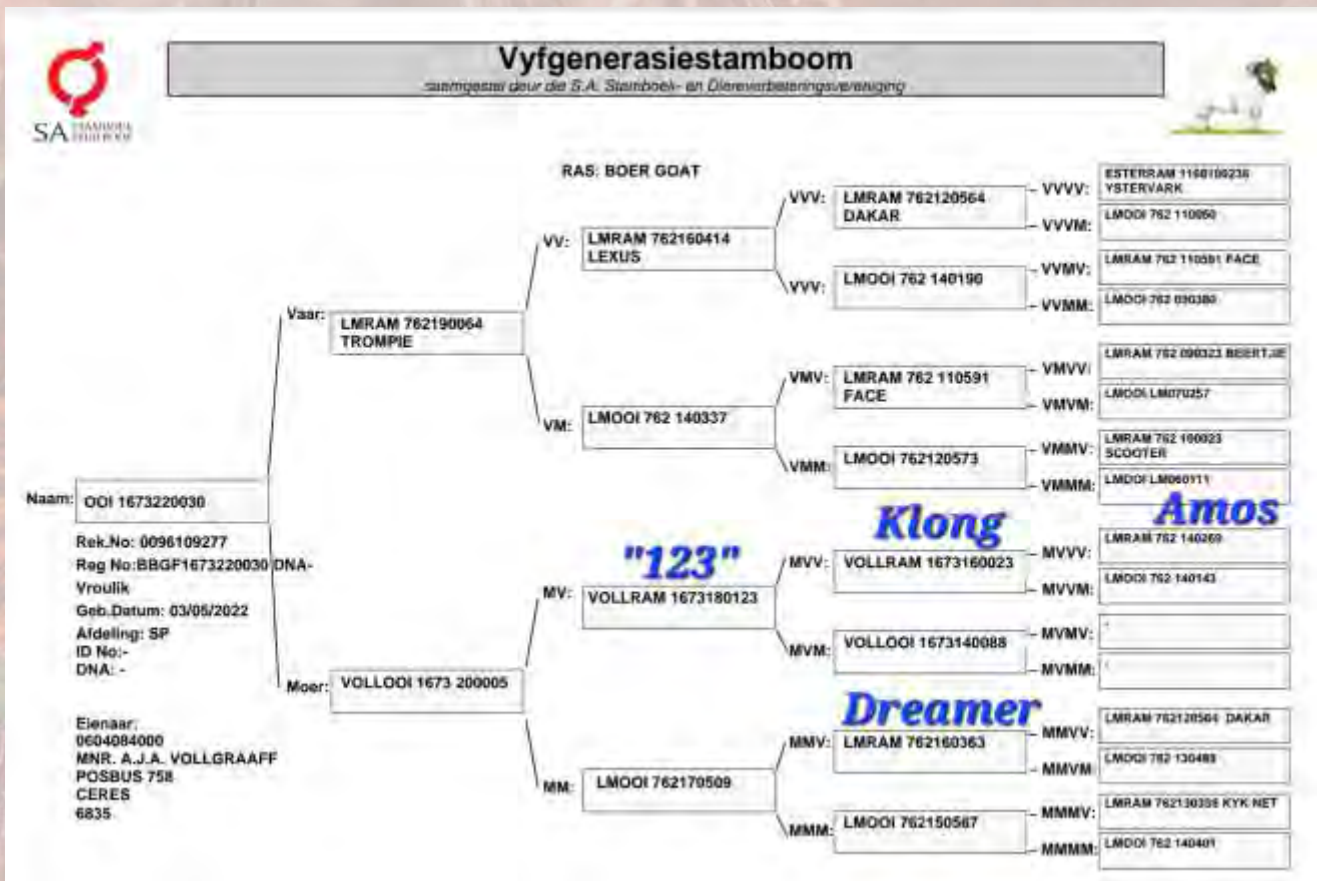 Vyfgenerasiestamboom
saamgestel deur die S.A. Stamboek- en Diereverbeteringsvereniging
SA
RAS: BOER GOAT
Naam: OOI 1673220030
Rek.No: 0096109277
Reg No:BBGF1673220030 DNA-
Vroulik
Geb.Datum: 03/05/2022
Afdeling: SP
ID No:-
DNA: -
Eienaar:
0604084000
MNR. A.J.A. VOLLGRAAFF
POSBUS 758
CERES
6835
Vaar: LMRAM 762190064
TROMPIE
Moer: VOLLOOI 1673 200005
VV: LMRAM 762160414
LEXUS
VM: LMOOI 762 140337
"123"
MV: VOLLRAM 1673180123
MM: LMOOI 762170509
VVV: LMRAM 762120564
DAKAR
VVV: LMOOI 762 140190
VMV: LMRAM 762 110591
FACE
VMM: LMOOI 762120573
Klong
MVV: VOLLRAM 1673160023
MVM: VOLLOOI 1673140088
Dreamer
MMV: LMRAM 762160363
MMM: LMOOI 762150567
VVVV: ESTERRAM 1160100236
YSTERVARK
VVVM: LMOOI 762 110050
VVMV: LMRAM 762 110591 FACE
VVMM: LMOOI 762 090380
VMVV: LMRAM 762 090323 BEERTJIE
VMVM: LMOOI LM070257
VMMV: LMRAM 762 100023
SCOOTER
VMMM: LMOOI LM060111
Amos
MVVV: LMRAM 762 140269
MVVM: LMOOI 762 140143
MVMV:
MVMM:
MMVV: LMRAM 762120564 DAKAR
MMVM: LMOOI 762 130488
MMMV: LMRAM 762130356 KYK NET
MMMM: LMOOI 762 140401